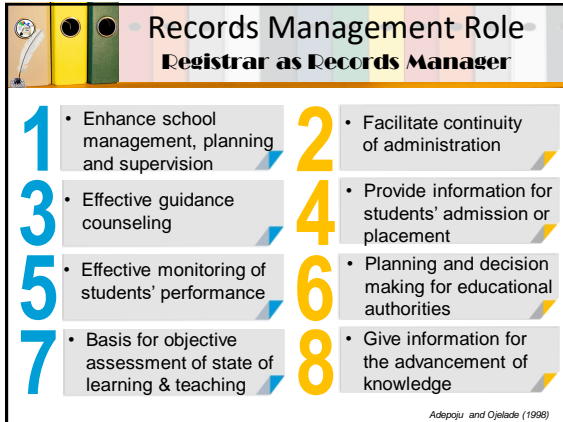 Records Management Role
Registrar as Records Manager
1
• Enhance school
management, planning
and supervision
2
• Facilitate continuity
of administration
3
• Effective guidance
counseling
4
• Provide information for
students' admission or
placement
5
• Effective monitoring of
students' performance
6
• Planning and decision
making for educational
authorities
7
• Basis for objective
assessment of state of
learning & teaching
8
• Give information for
the advancement of
knowledge
Adepoju and Ojelade (1998)